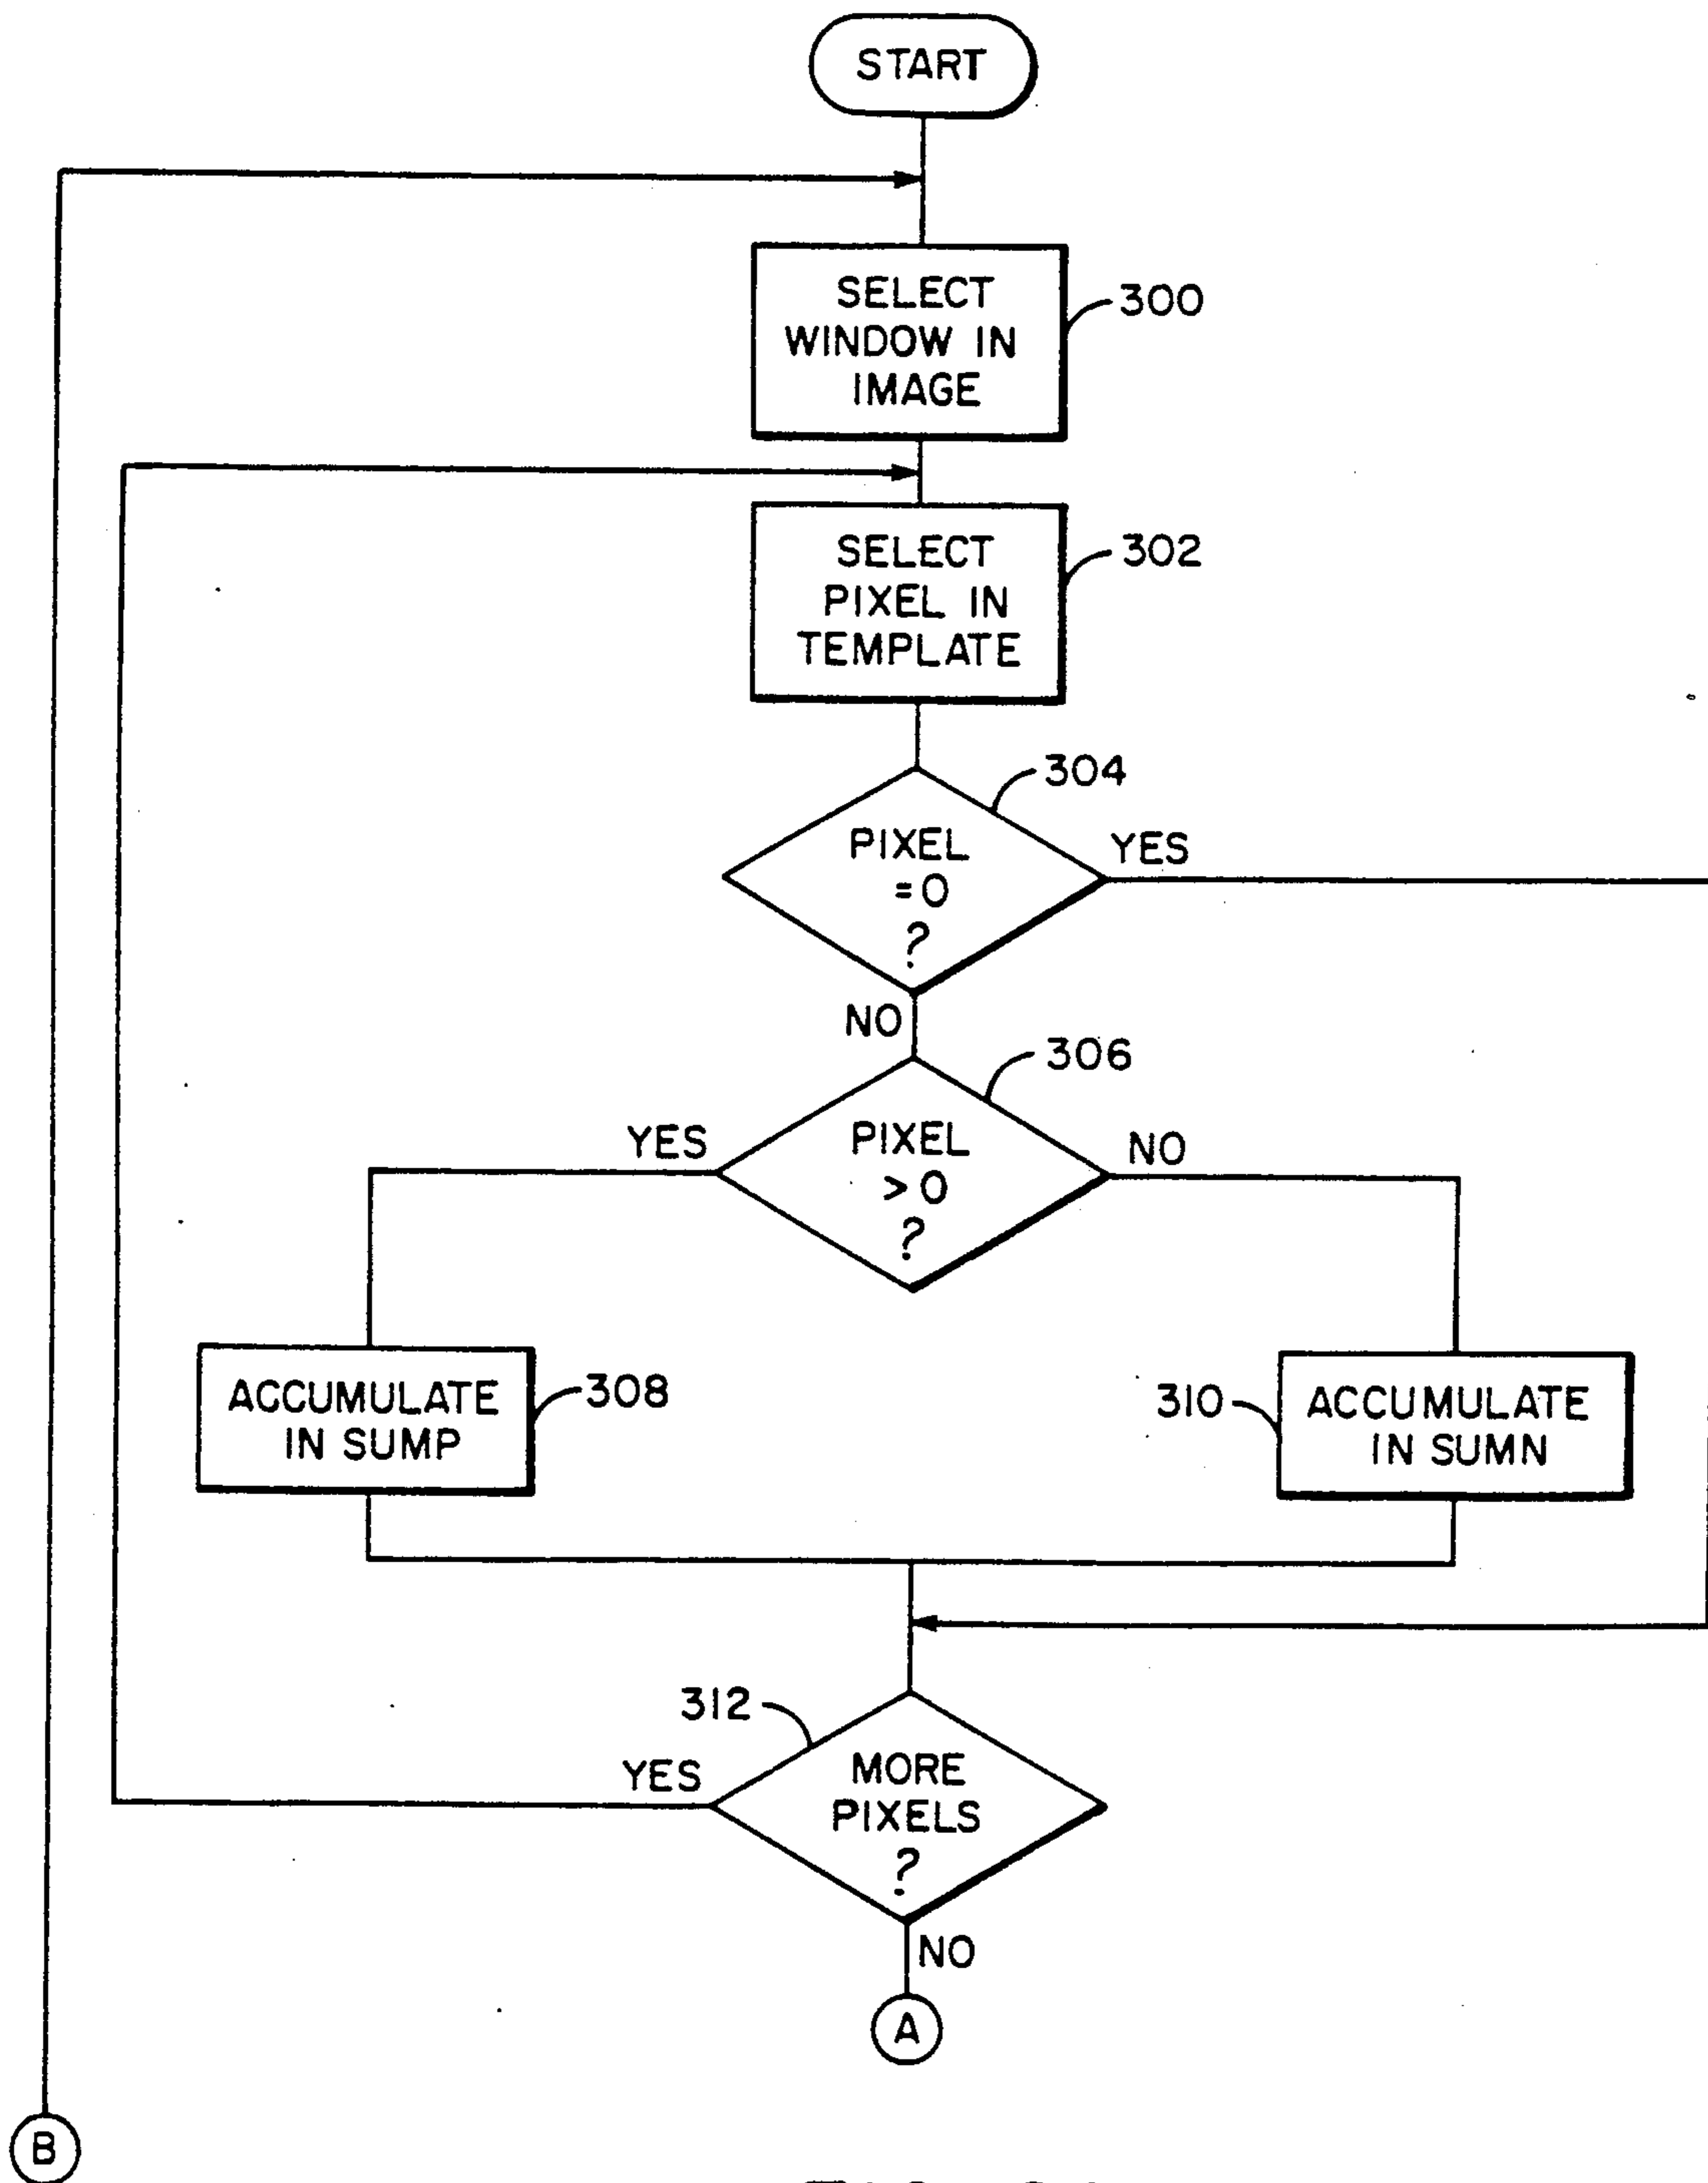 START
SELECT
WINDOW IN
IMAGE
300
SELECT
PIXEL IN
TEMPLATE
302
304
PIXEL
=0
?
YES
NO
306
YES
PIXEL
>0
?
NO
ACCUMULATE
IN SUMP
308
310
ACCUMULATE
IN SUMN
312
YES
MORE
PIXELS
?
NO
A
B